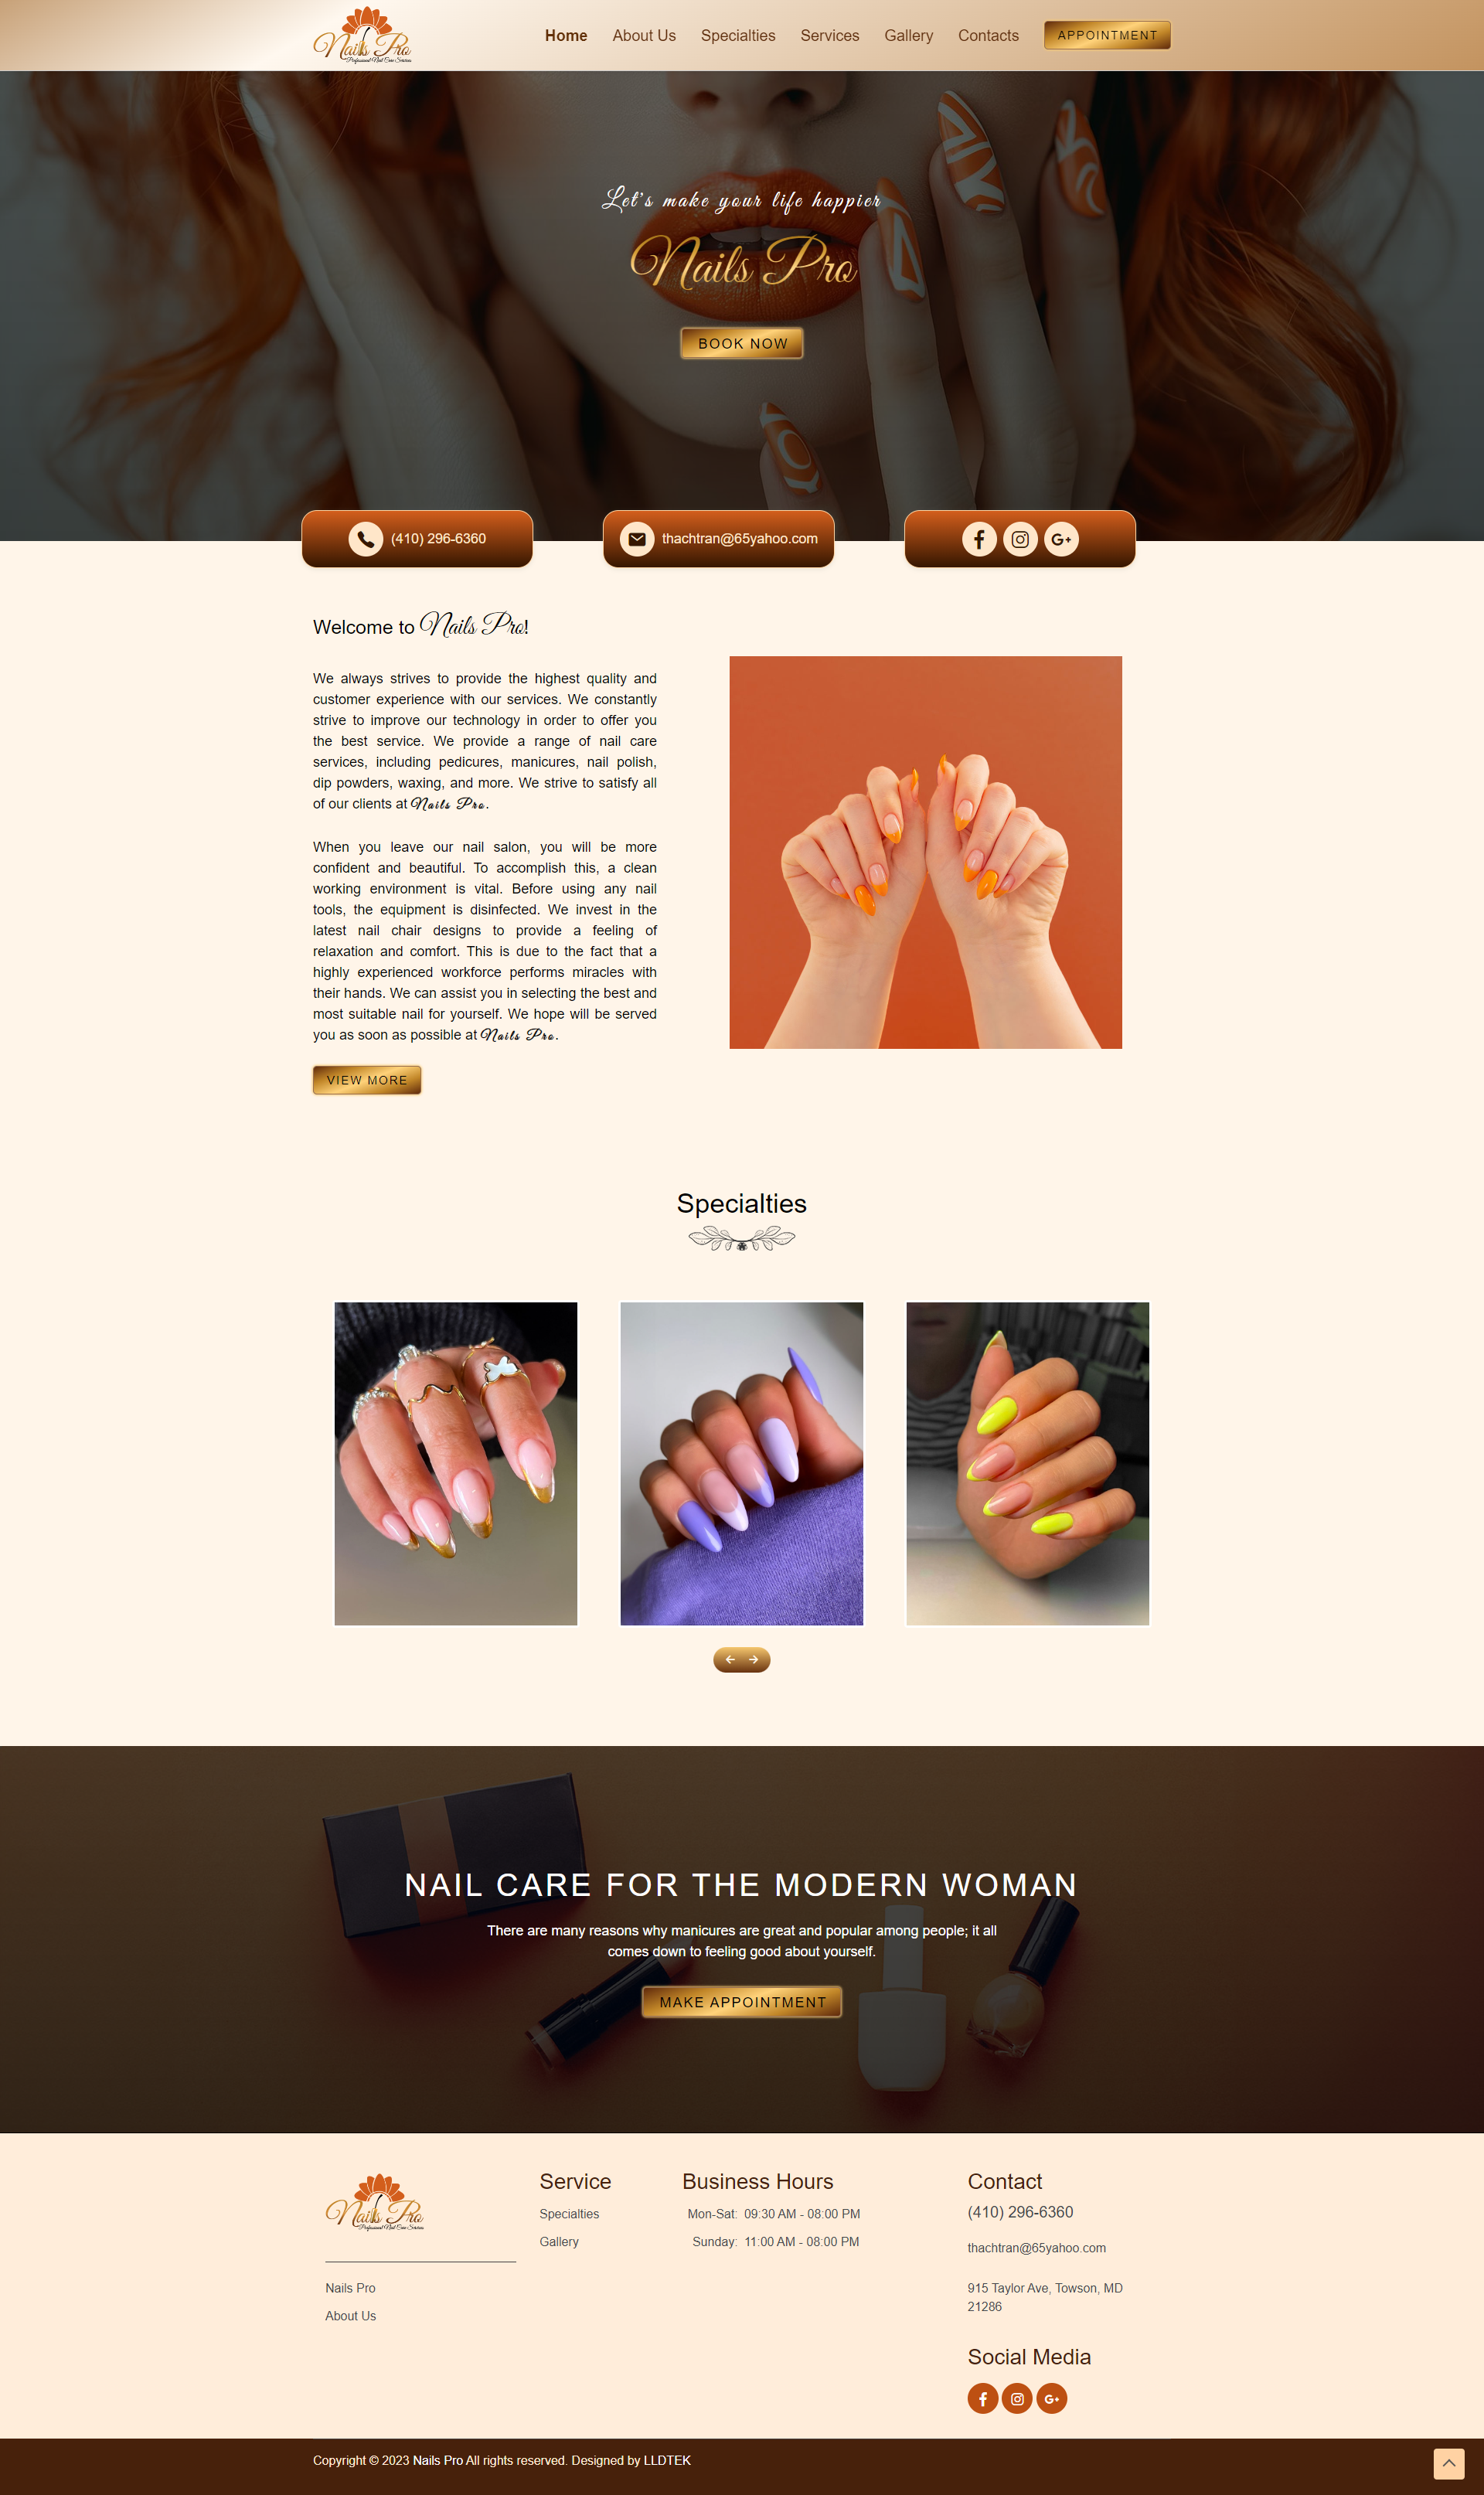 Nails Pro
Professional Nail Care Services
Home About Us Specialties Services Gallery Contacts APPOINTMENT
Let's make your life happier
Nails Pro
BOOK NOW
(410) 296-6360
thachtran@65yahoo.com
G+
Welcome to Nails Pro!
We always strives to provide the highest quality and
customer experience with our services. We constantly
strive to improve our technology in order to offer you
the best service. We provide a range of nail care
services, including pedicures, manicures, nail polish,
dip powders, waxing, and more. We strive to satisfy all
of our clients at Nails Pro.
When you leave our nail salon, you will be more
confident and beautiful. To accomplish this, a clean
working environment is vital. Before using any nail
tools, the equipment is disinfected. We invest in the
latest nail chair designs to provide a feeling of
relaxation and comfort. This is due to the fact that a
highly experienced workforce performs miracles with
their hands. We can assist you in selecting the best and
most suitable nail for yourself. We hope will be served
you as soon as possible at Nails Pro.
VIEW MORE
Specialties
NAIL CARE FOR THE MODERN WOMAN
There are many reasons why manicures are great and popular among people; it all
comes down to feeling good about yourself.
MAKE APPOINTMENT
Nails Pro
Professional Nail Care Services
Nails Pro
About Us
Service
Specialties
Gallery
Business Hours
Mon-Sat: 09:30 AM - 08:00 PM
Sunday: 11:00 AM - 08:00 PM
Contact
(410) 296-6360
thachtran@65yahoo.com
915 Taylor Ave, Towson, MD
21286
Social Media
G+
Copyright © 2023 Nails Pro All rights reserved. Designed by LLDTEK